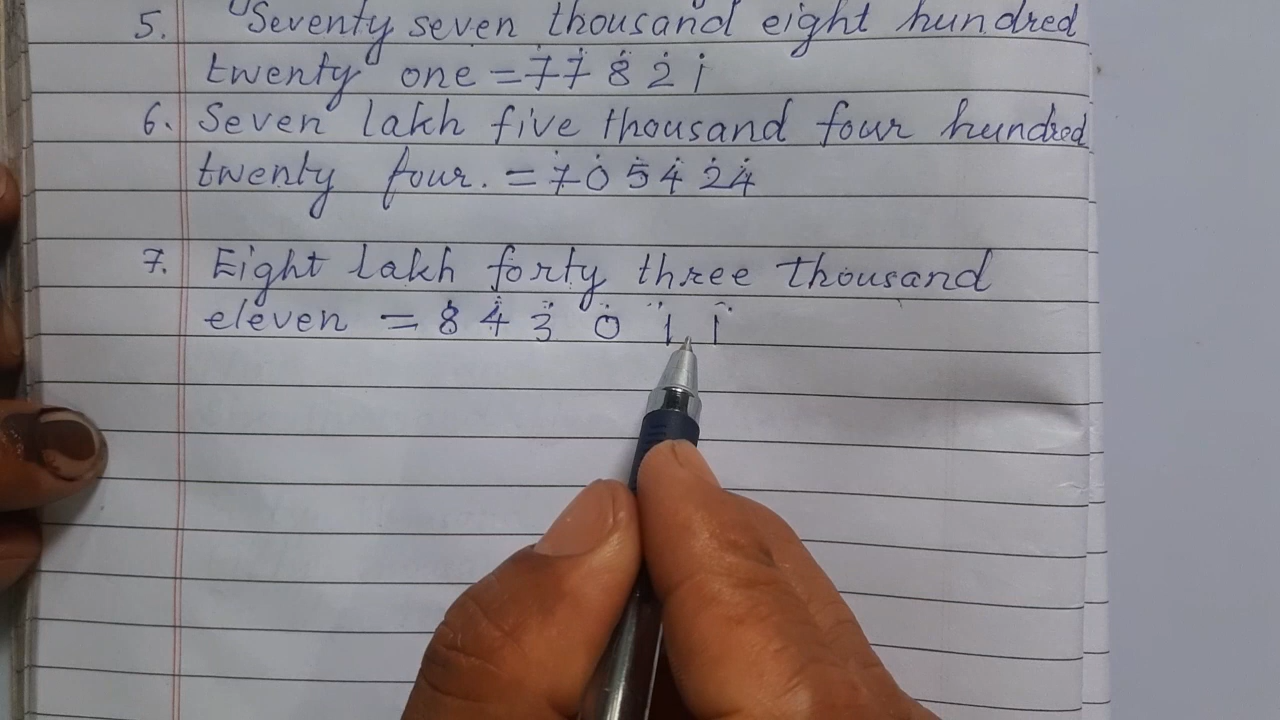 5. Seventy seven thousand eight hundred
twenty one = 77821
6. Seven lakh five thousand four hundred
twenty four. = 705424
7. Eight lakh forty three thousand
eleven = 843011